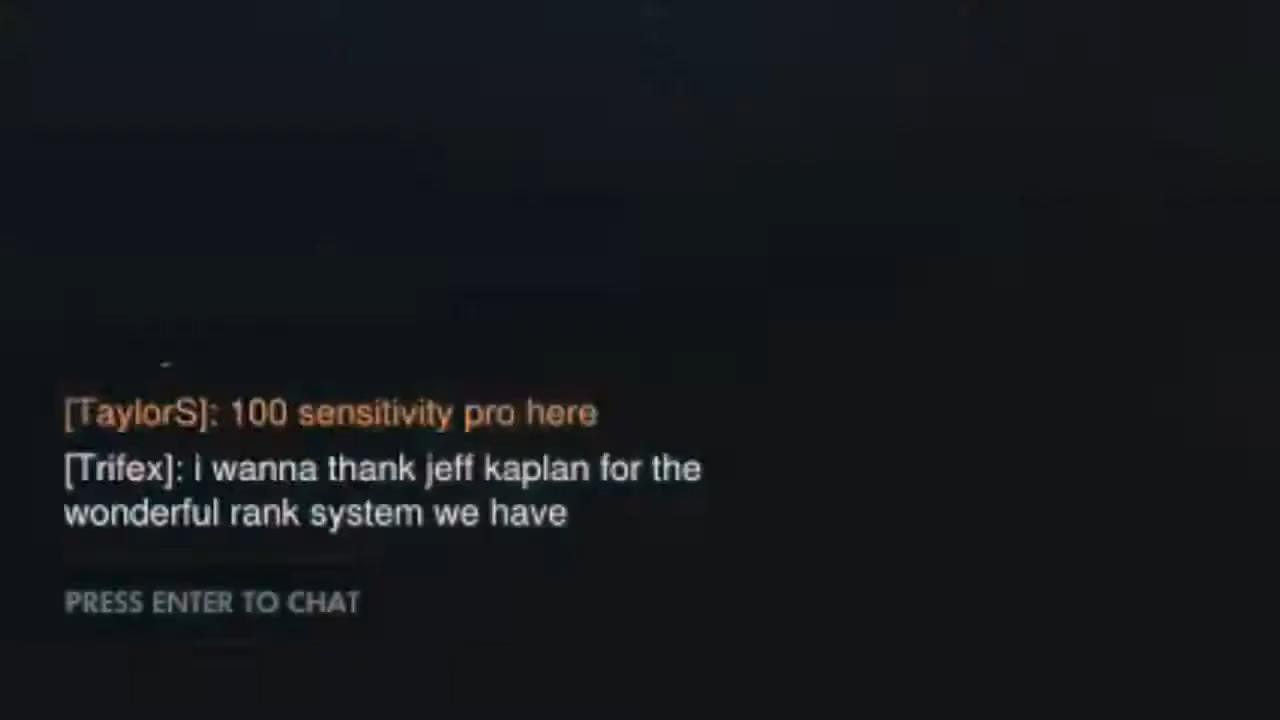 [TaylorS]: 100 sensitivity pro here
[Trifex]: i wanna thank jeff kaplan for the
wonderful rank system we have
PRESS ENTER TO CHAT